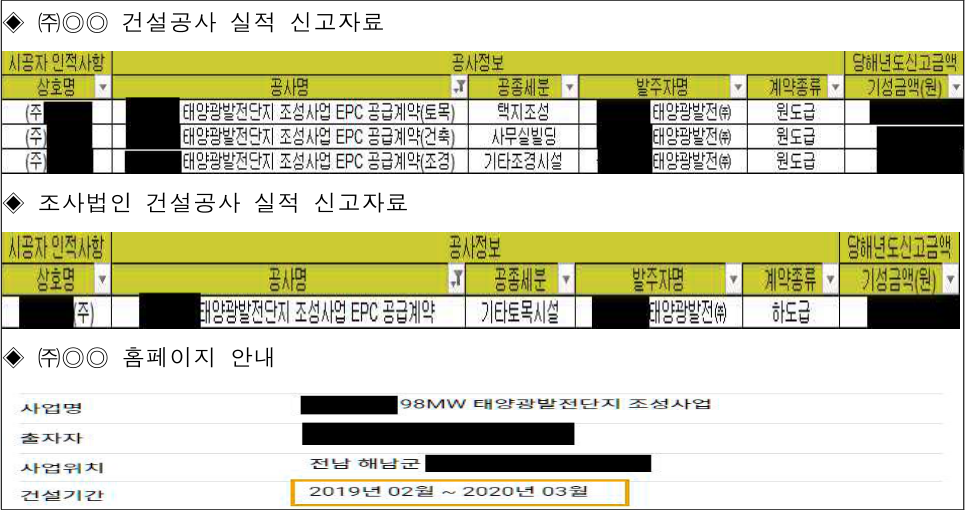 ◈ ㈜◎◎ 건설공사 실적 신고자료
시공자 인적사항 공사정보 당해년도신고금액
상호명 공사명 공종세분 발주자명 계약종류 기성금액(원)
(주 태양광발전단지 조성사업 EPC 공급계약(토목) 택지조성 태양광발전㈜ 원도급
(주) 태양광발전단지 조성사업 EPC 공급계약(건축) 사무실빌딩 태양광발전㈜ 원도급
(주) 태양광발전단지 조성사업 EPC 공급계약(조경) 기타조경시설 태양광발전㈜ 원도급
◈ 조사법인 건설공사 실적 신고자료
시공자 인적사항 공사정보 당해년도신고금액
상호명 공사명 공종세분 발주자명 계약종류 기성금액(원)
(주) 태양광발전단지 조성사업 EPC 공급계약 기타토목시설 태양광발전㈜ 하도급
◈ ㈜◎◎ 홈페이지 안내
사업명 98MW 태양광발전단지 조성사업
출자자
사업위치 전남 해남군
건설기간 2019년 02월 ~ 2020년 03월